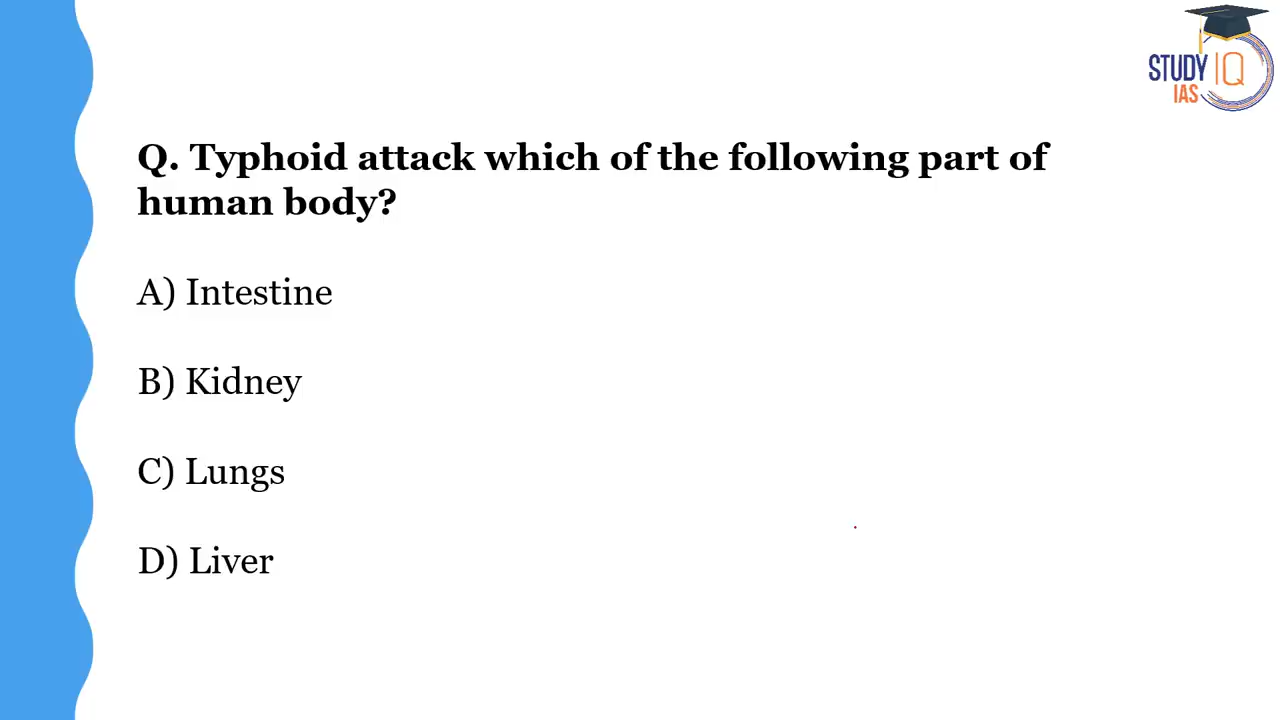 STUDY IQ
IAS
Q. Typhoid attack which of the following part of
human body?
A) Intestine
B) Kidney
C) Lungs
D) Liver